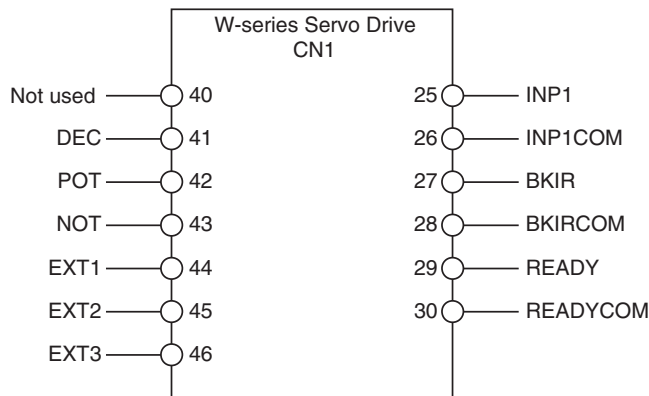 W-series Servo Drive
CN1
Not used 40 25 INP1
DEC 41 26 INP1COM
POT 42 27 BKIR
NOT 43 28 BKIRCOM
EXT1 44 29 READY
EXT2 45 30 READYCOM
EXT3 46